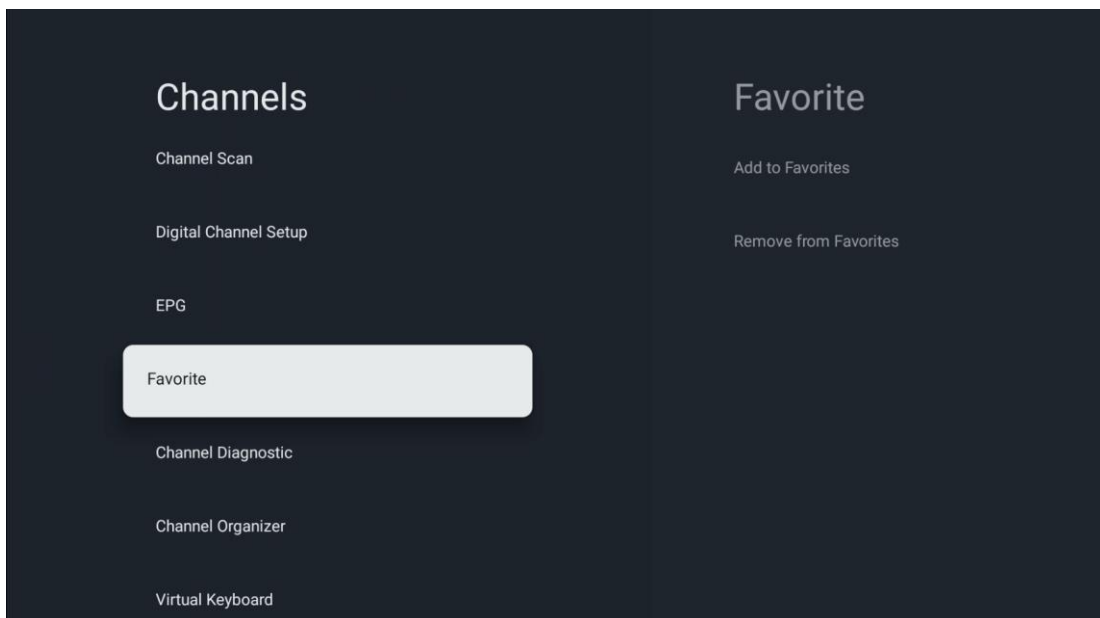 Channels
Channel Scan
Digital Channel Setup
EPG
Favorite
Channel Diagnostic
Channel Organizer
Virtual Keyboard
Favorite
Add to Favorites
Remove from Favorites